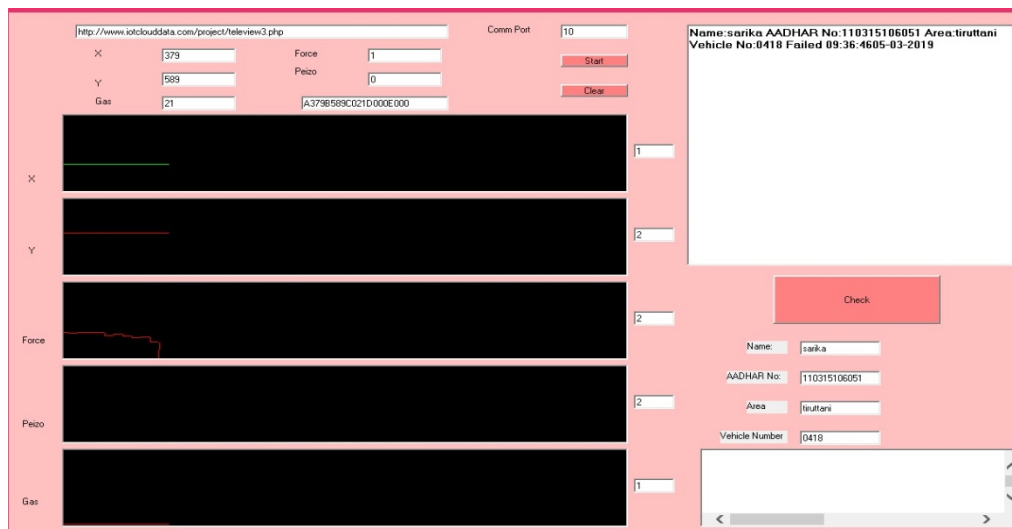 http://www.iotclouddata.com/project/teleview3.php
Comm Port 10
X 379 Force 1
Start
Y 589 Peizo 0
Gas 21 A379B589C021D000E000
Clear
Name:sarika AADHAR No:110315106051 Area:tiruttani
Vehicle No:0418 Failed 09:36:4605-03-2019
X 1
Y 2
Force 2
Peizo 2
Gas 1
Check
Name: sarika
AADHAR No: 110315106051
Area tiruttani
Vehicle Number 0418